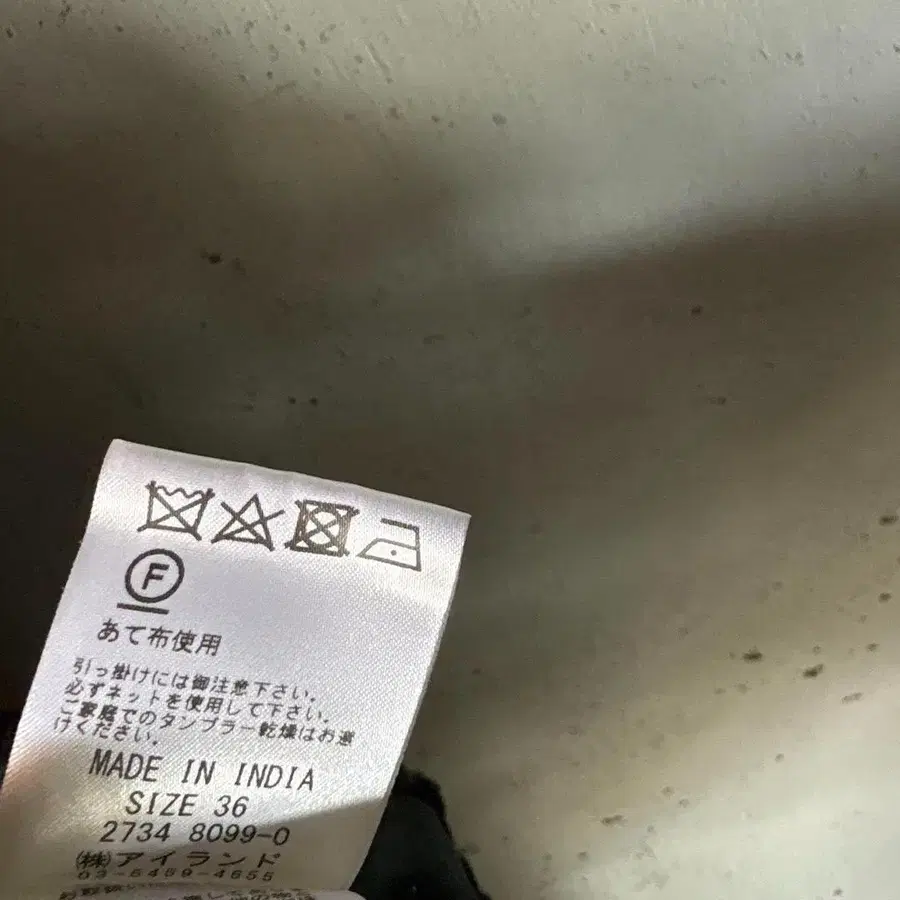 F
あて布使用
引っ掛けには御注意下さい。
必ずネットを使用して下さい。
ご家庭でのタンブラー乾燥はお避
けください。
MADE IN INDIA
SIZE 36
2734 8099-0
㈱アイランド
03-5459-4655